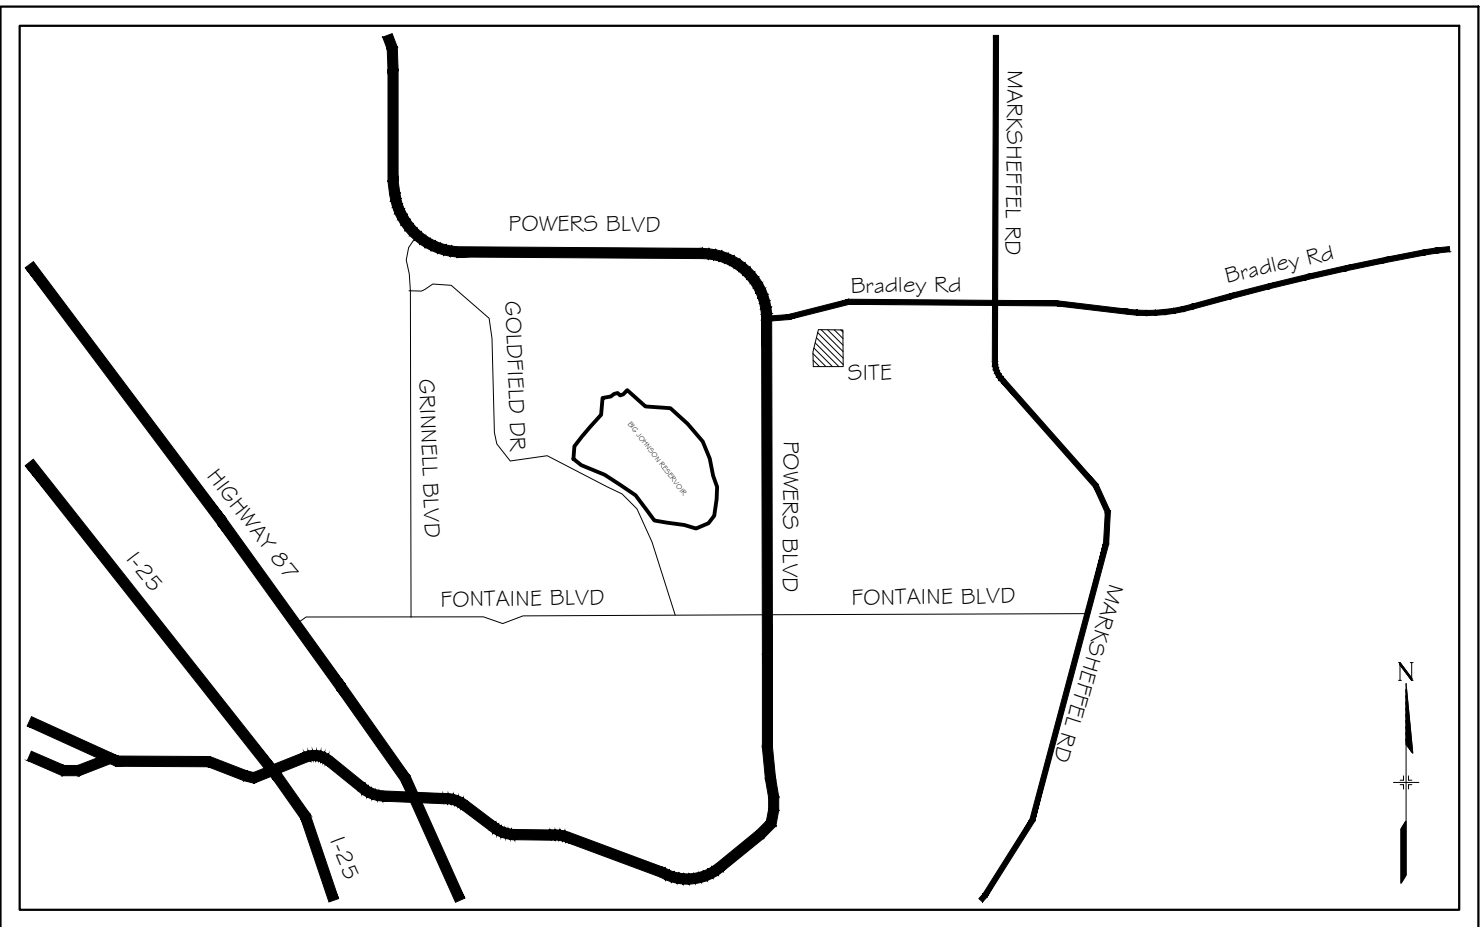 MARKSHEFFEL RD
POWERS BLVD
Bradley Rd
Bradley Rd
GOLDFIELD DR
SITE
GRINNELL BLVD
BIG JOHNSON RESERVOIR
POWERS BLVD
HIGHWAY 87
I-25
FONTAINE BLVD
FONTAINE BLVD
MARKSHEFFEL RD
N
I-25